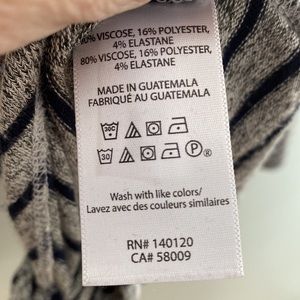 80% VISCOSE, 16% POLYESTER,
4% ELASTANE
80% VISCOSE, 16% POLYESTER,
4% ELASTANE
MADE IN GUATEMALA
FABRIQUÉ AU GUATEMALA
30
P
Wash with like colors/
Lavez avec des couleurs similaires
RN# 140120
CA# 58009